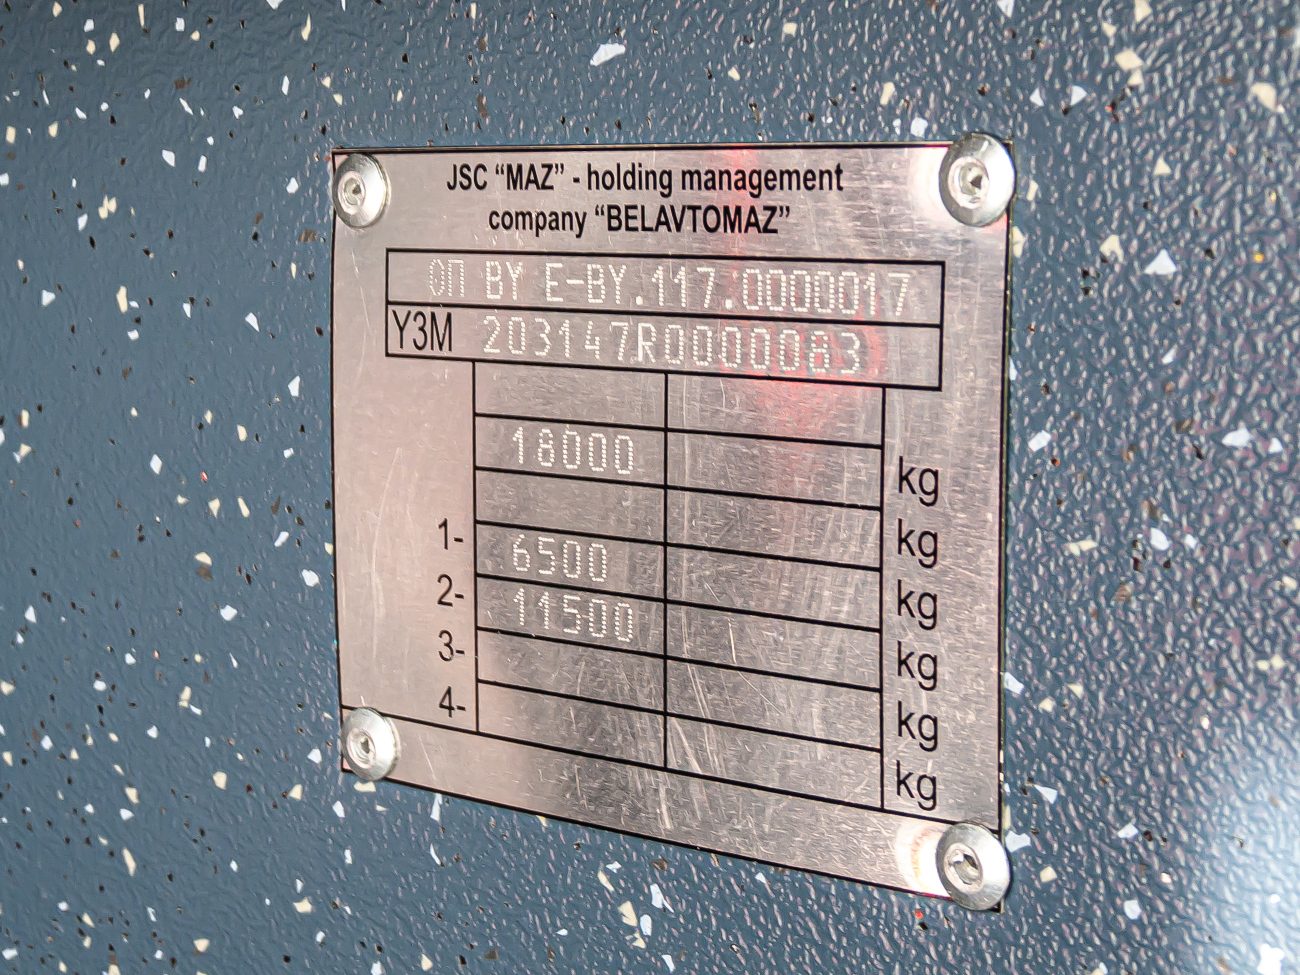 JSC “MAZ” - holding management
company “BELAVTOMAZ”
ОП BY E-BY.117.0000017
Y3M 203147R0000083
18000 kg
kg
1- 6500 kg
2- 11500 kg
3- kg
4- kg